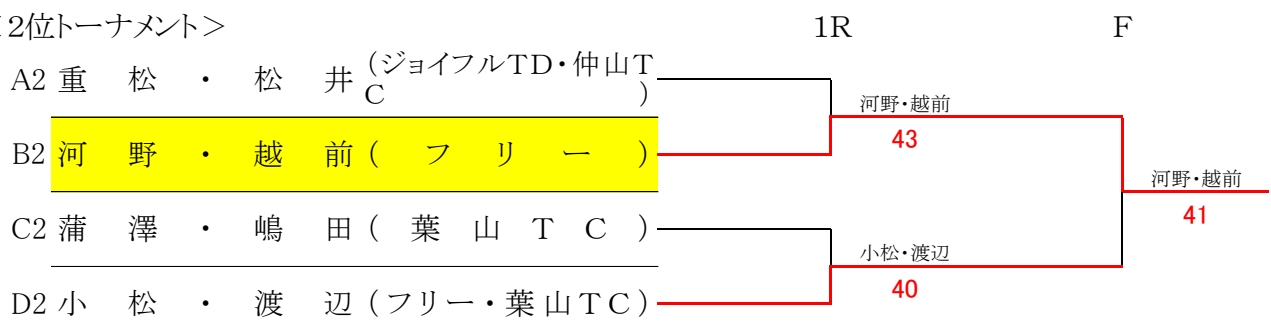 2位トーナメント＞ 1R F
A2 重松・松井 (ジョイフルTD・仲山TC)
河野・越前
43
B2 河野・越前 (フリー)
河野・越前
41
C2 蒲澤・嶋田 (葉山TC)
小松・渡辺
40
D2 小松・渡辺 (フリー・葉山TC)